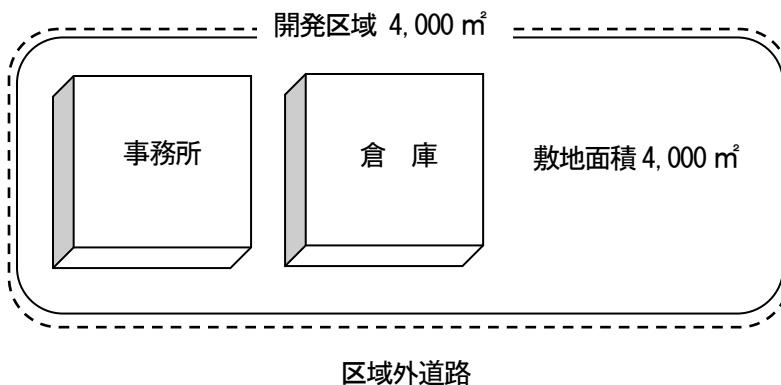 開発区域 4,000 ㎡
事務所
倉 庫
敷地面積 4,000 ㎡
区域外道路